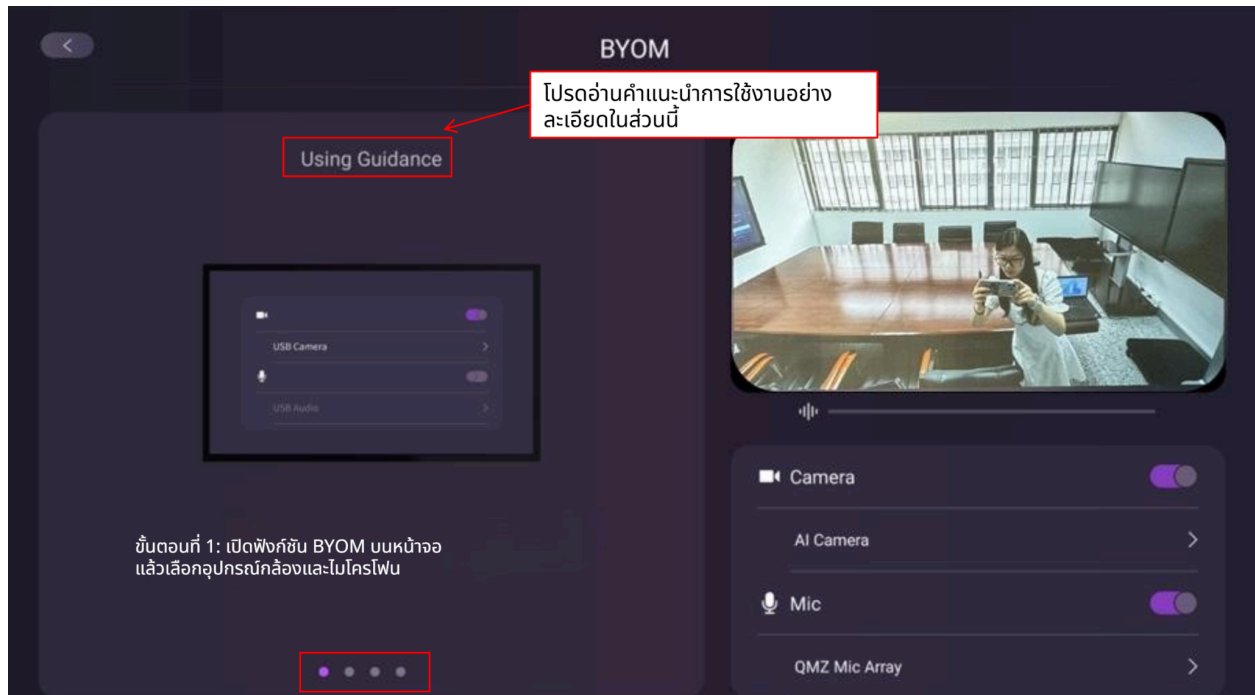 BYOM
โปรดอ่านคำแนะนำการใช้งานอย่าง
ละเอียดในส่วนนี้
Using Guidance
USB Camera
USB Audio
ขั้นตอนที่ 1: เปิดฟังก์ชัน BYOM บนหน้าจอ
แล้วเลือกอุปกรณ์กล้องและไมโครโฟน
Camera
AI Camera
Mic
QMZ Mic Array